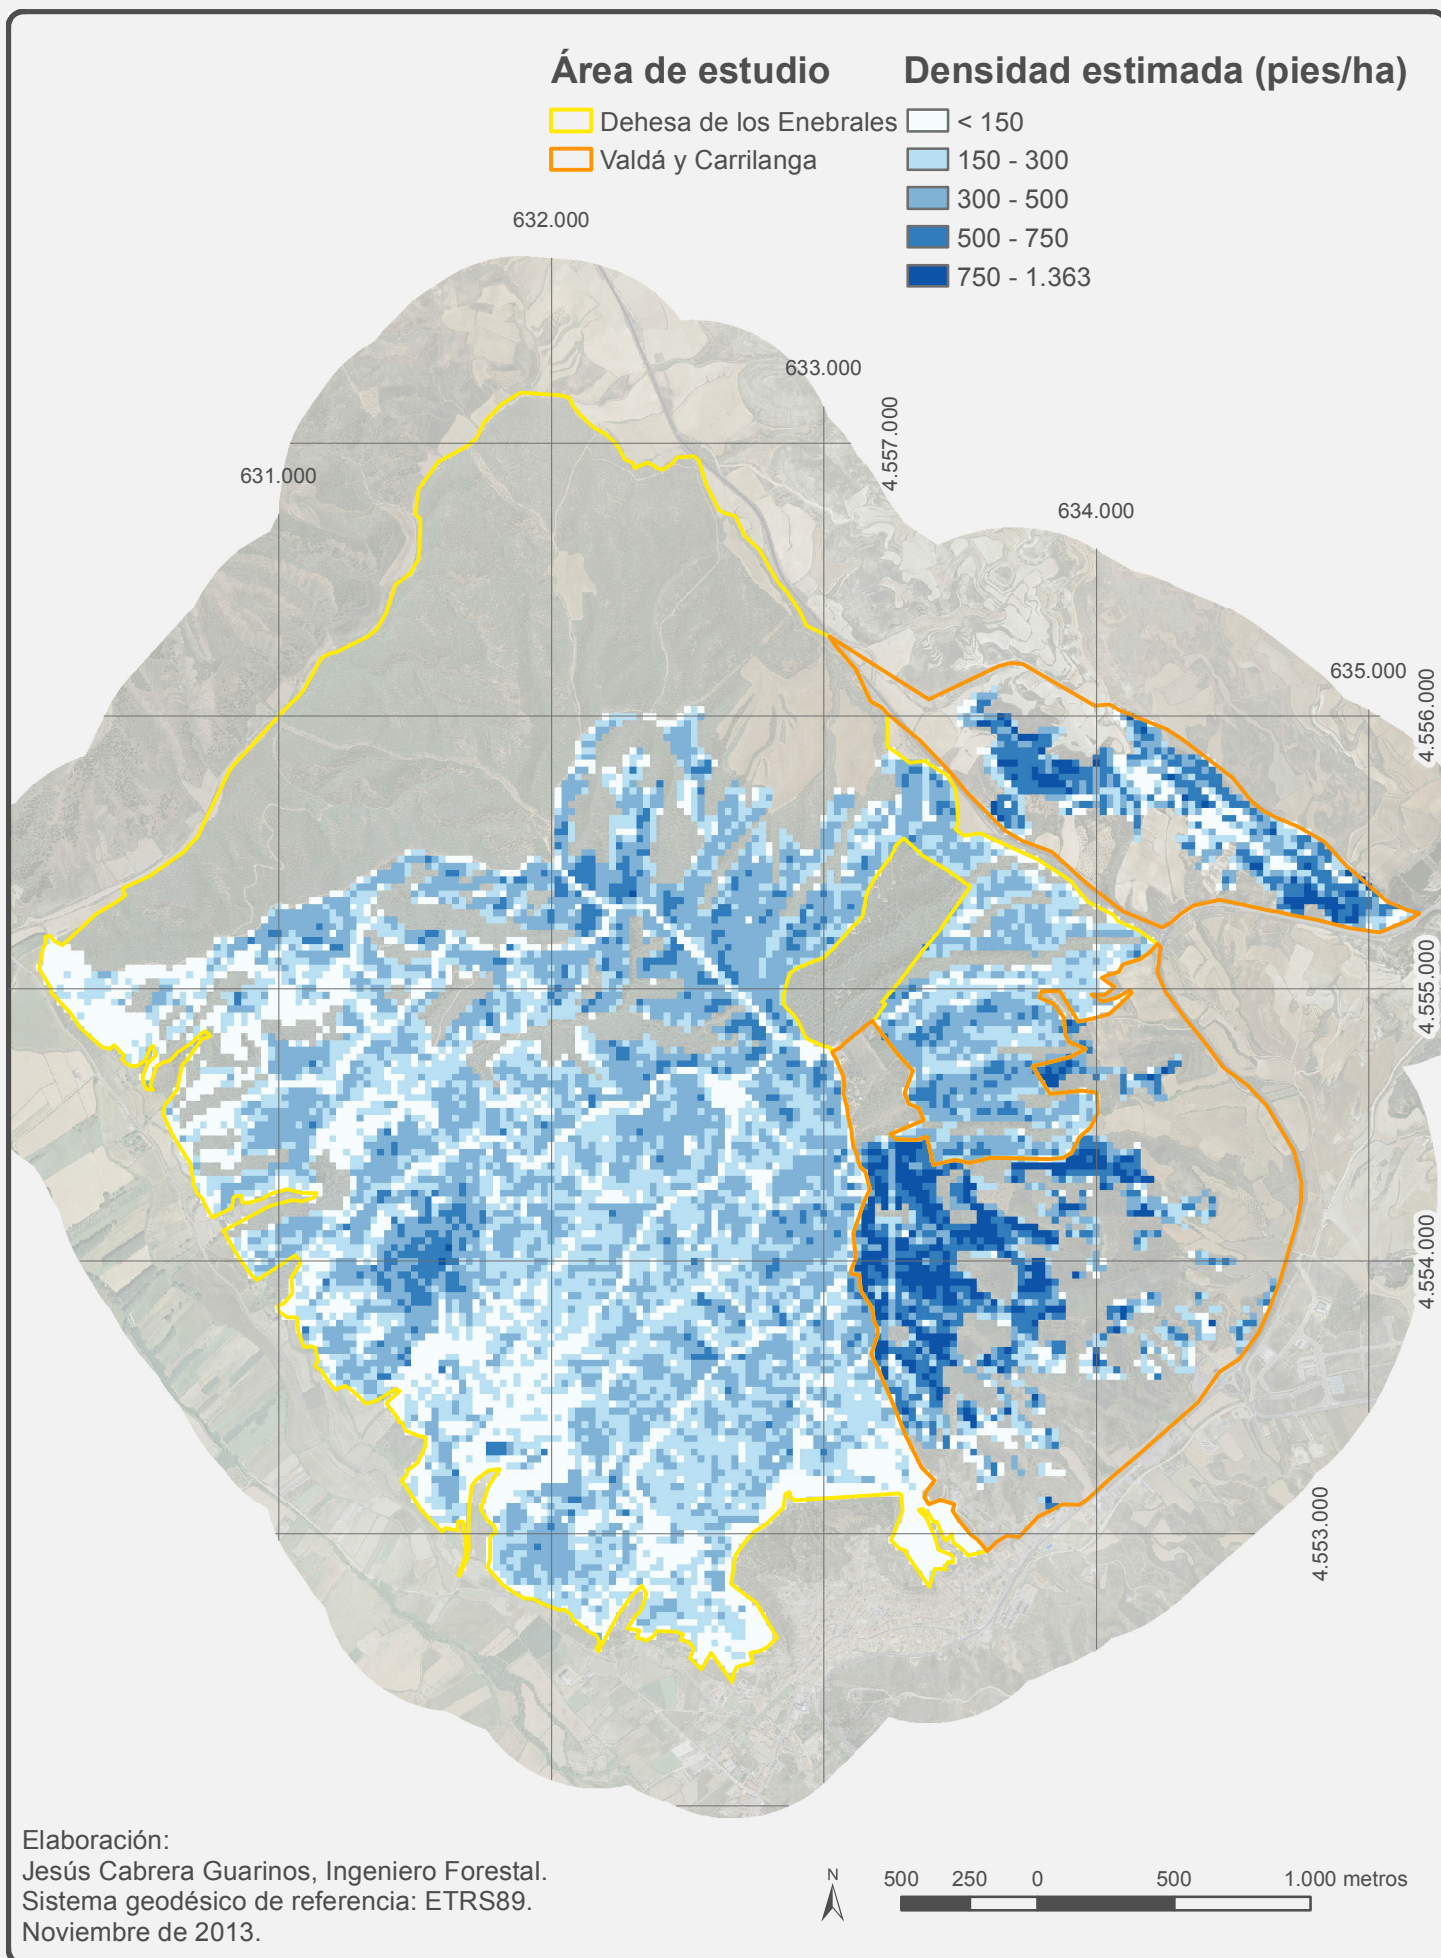 Área de estudio
Dehesa de los Enebrales
Valdá y Carrilanga
Densidad estimada (pies/ha)
< 150
150 - 300
300 - 500
500 - 750
750 - 1.363
632.000
633.000
4.557.000
631.000
634.000
635.000
4.556.000
4.555.000
4.554.000
4.553.000
Elaboración:
Jesús Cabrera Guarinos, Ingeniero Forestal.
Sistema geodésico de referencia: ETRS89.
Noviembre de 2013.
N
500 250 0 500 1.000 metros